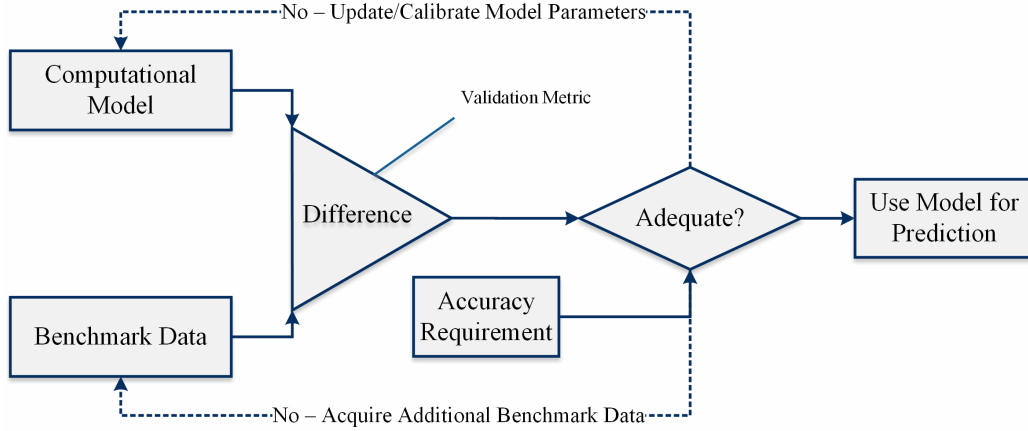 No – Update/Calibrate Model Parameters
Computational
Model
Validation Metric
Difference
Adequate?
Use Model for
Prediction
Accuracy
Requirement
Benchmark Data
No – Acquire Additional Benchmark Data